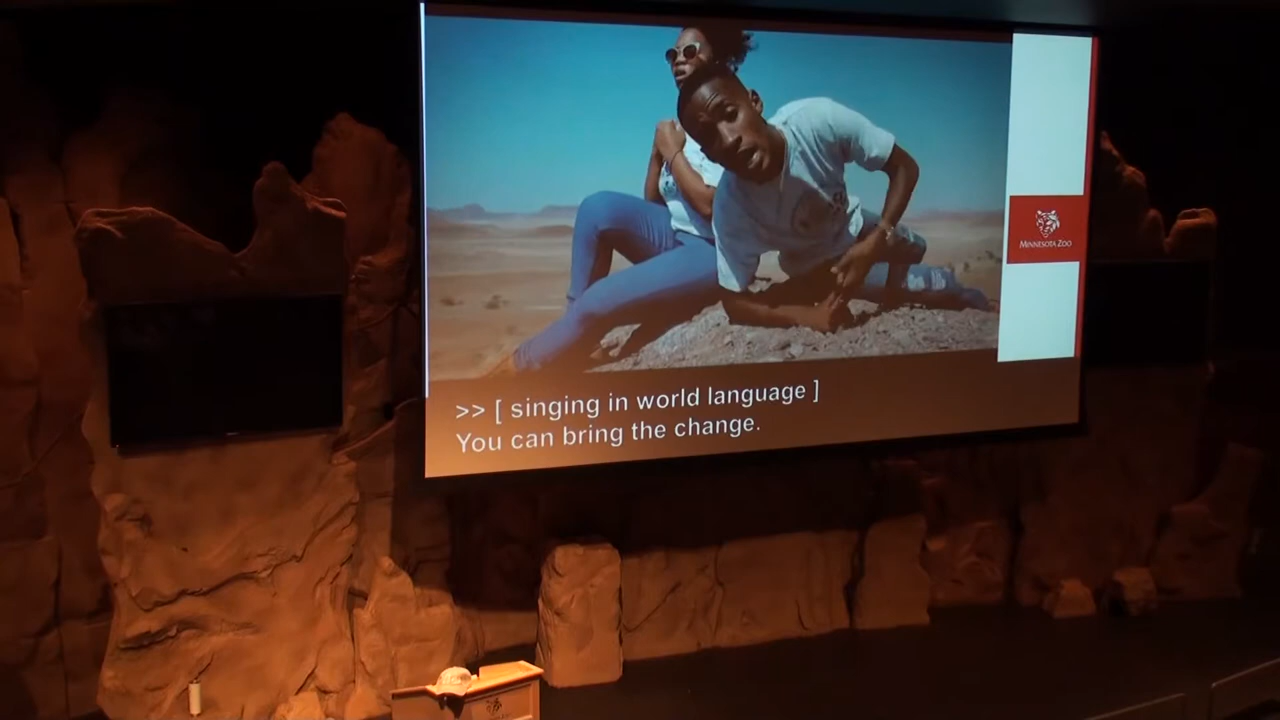 MINNESOTA ZOO
>> [ singing in world language ]
You can bring the change.